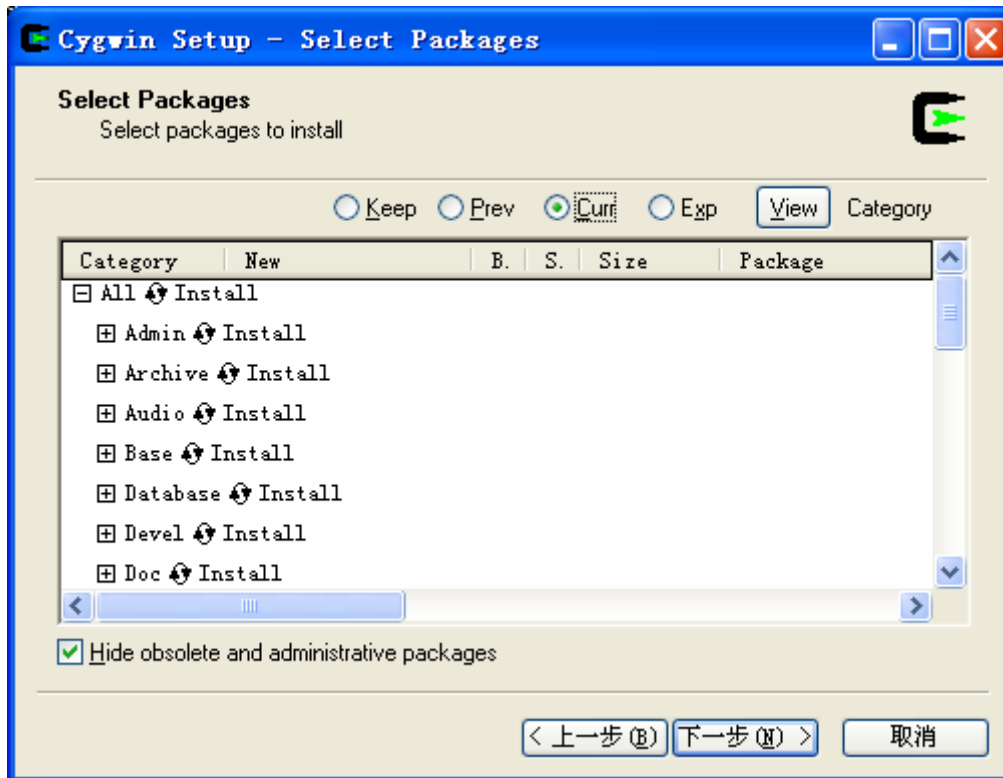 Cygwin Setup - Select Packages
Select Packages
Select packages to install
Keep Prev Curr Exp View Category
Category New B. S. Size Package
All Install
Admin Install
Archive Install
Audio Install
Base Install
Database Install
Devel Install
Doc Install
Hide obsolete and administrative packages
< 上一步(B) 下一步(N) > 取消